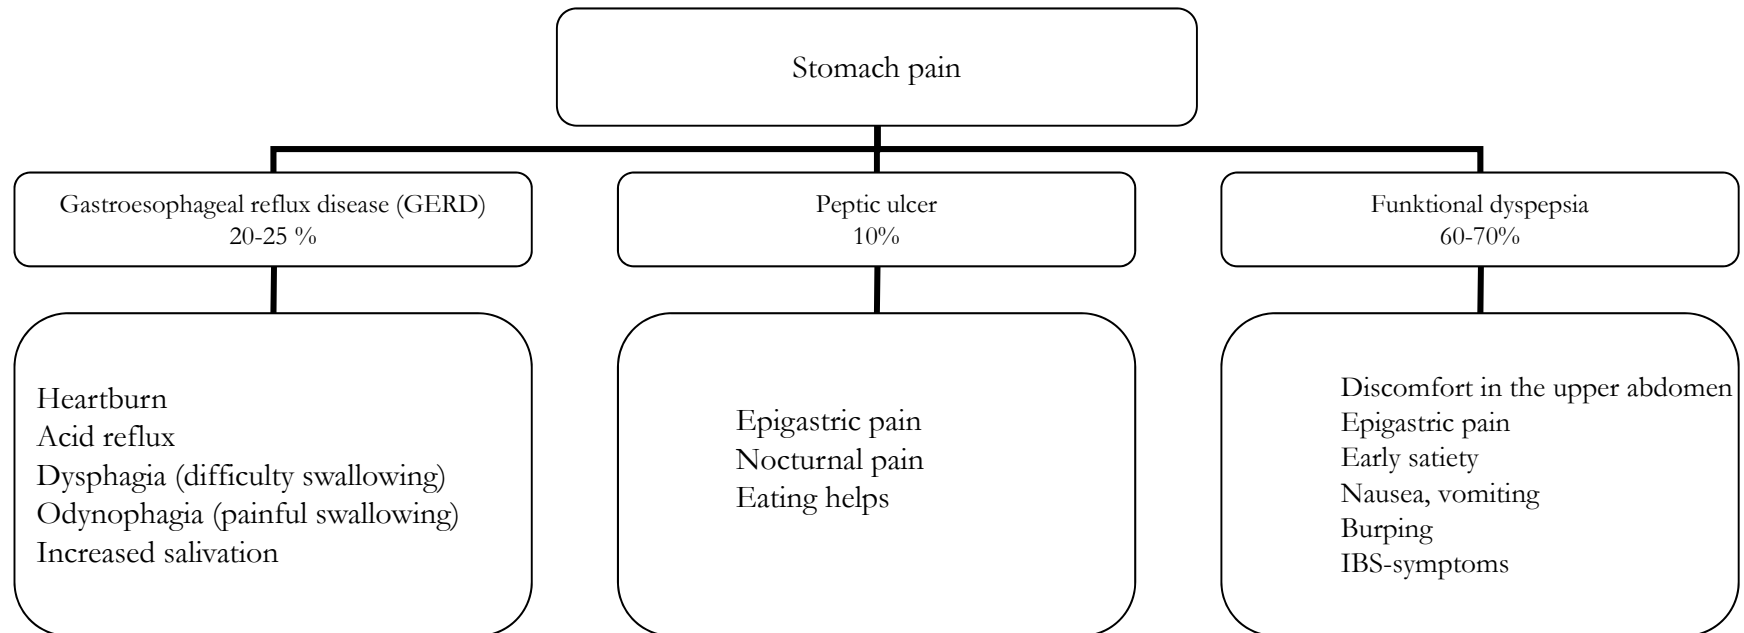 Stomach pain
Gastroesophageal reflux disease (GERD)
20-25 %
Peptic ulcer
10%
Funktional dyspepsia
60-70%
Heartburn
Acid reflux
Dysphagia (difficulty swallowing)
Odynophagia (painful swallowing)
Increased salivation
Epigastric pain
Nocturnal pain
Eating helps
Discomfort in the upper abdomen
Epigastric pain
Early satiety
Nausea, vomiting
Burping
IBS-symptoms